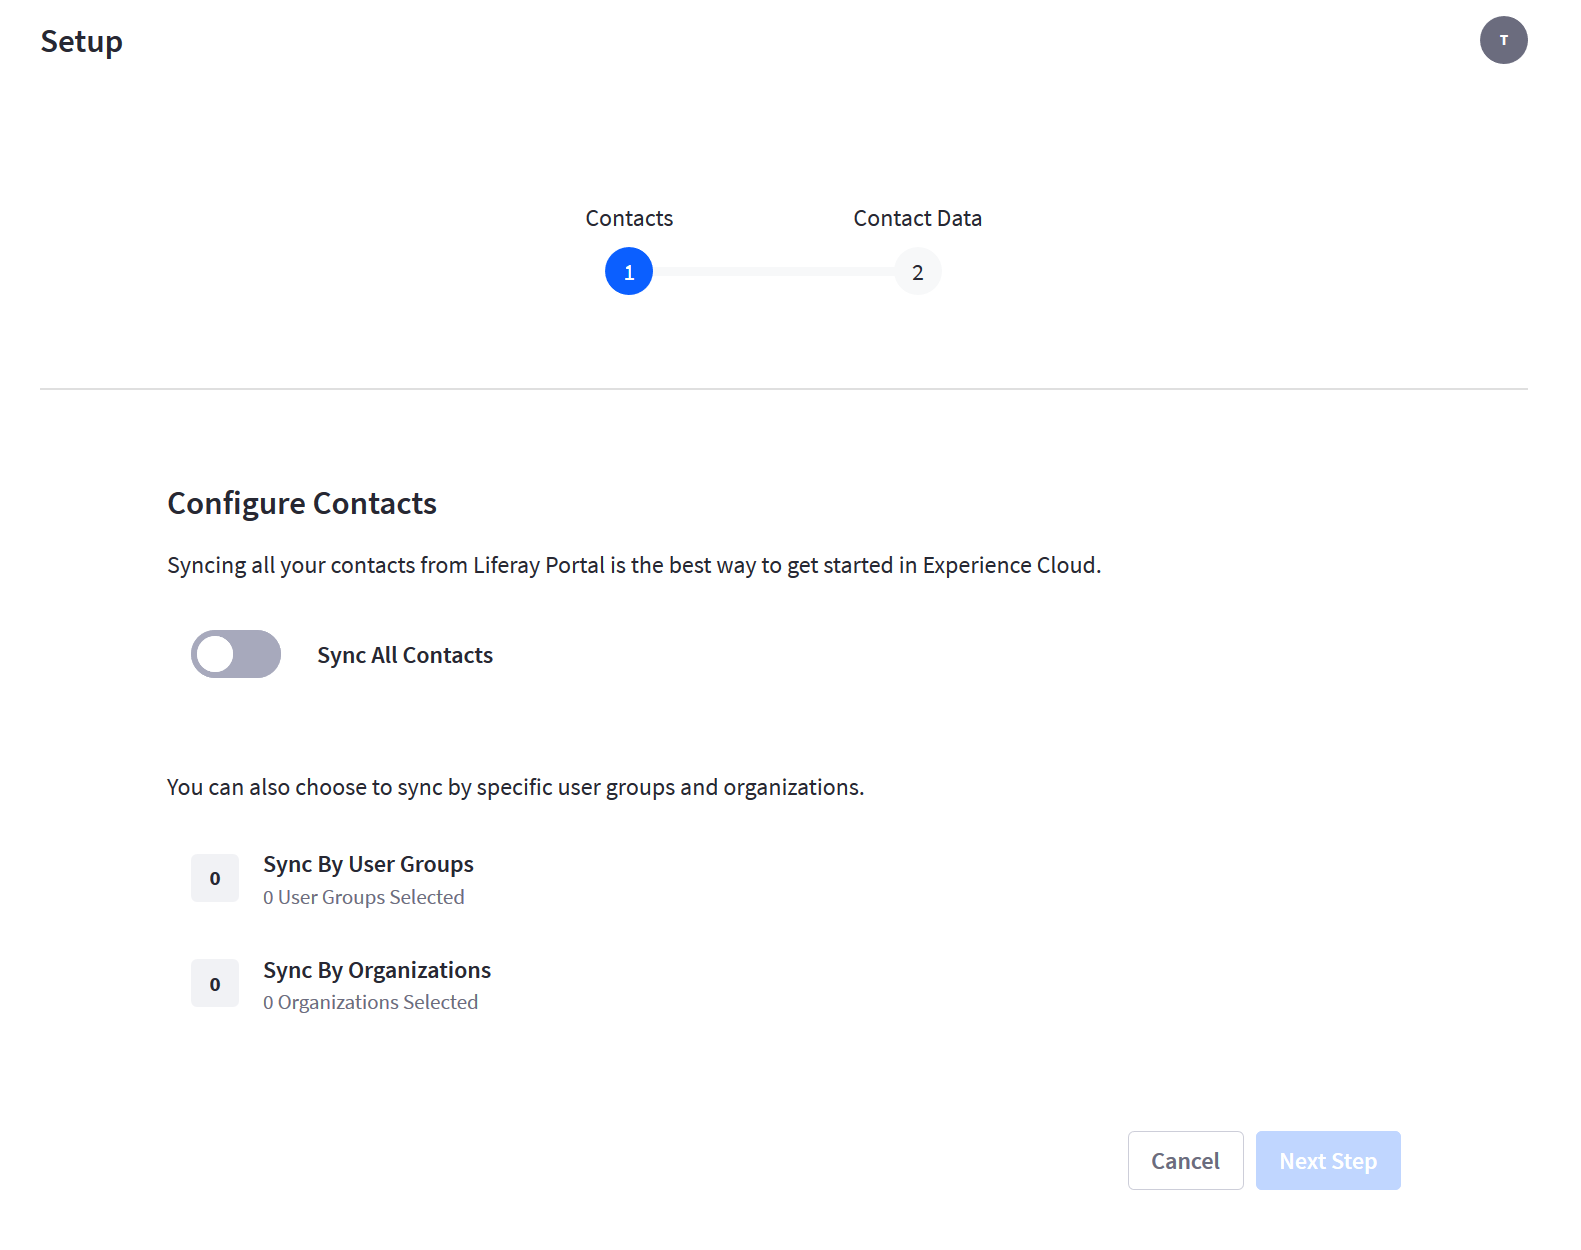 Setup
T
Contacts
Contact Data
1
2
Configure Contacts
Syncing all your contacts from Liferay Portal is the best way to get started in Experience Cloud.
Sync All Contacts
You can also choose to sync by specific user groups and organizations.
0
Sync By User Groups
0 User Groups Selected
0
Sync By Organizations
0 Organizations Selected
Cancel
Next Step